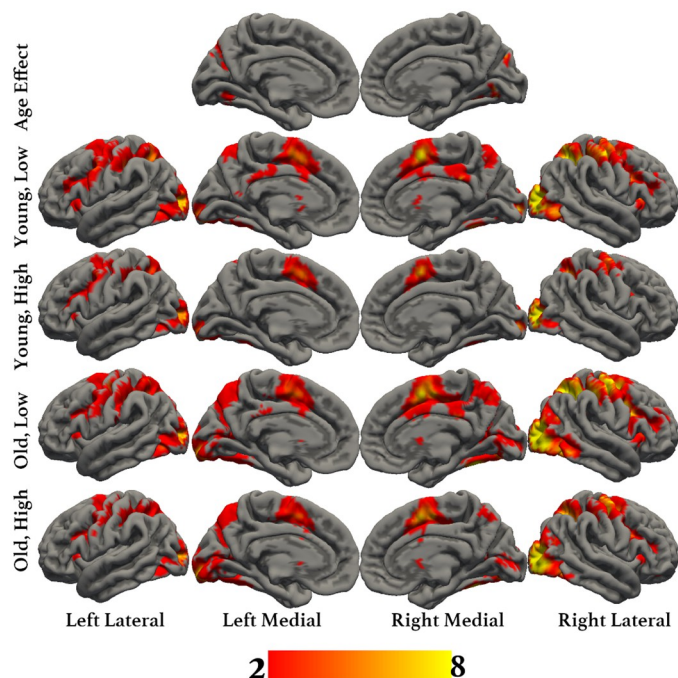 Age Effect
Young, Low
Young, High
Old, Low
Old, High
Left Lateral Left Medial Right Medial Right Lateral
2 8